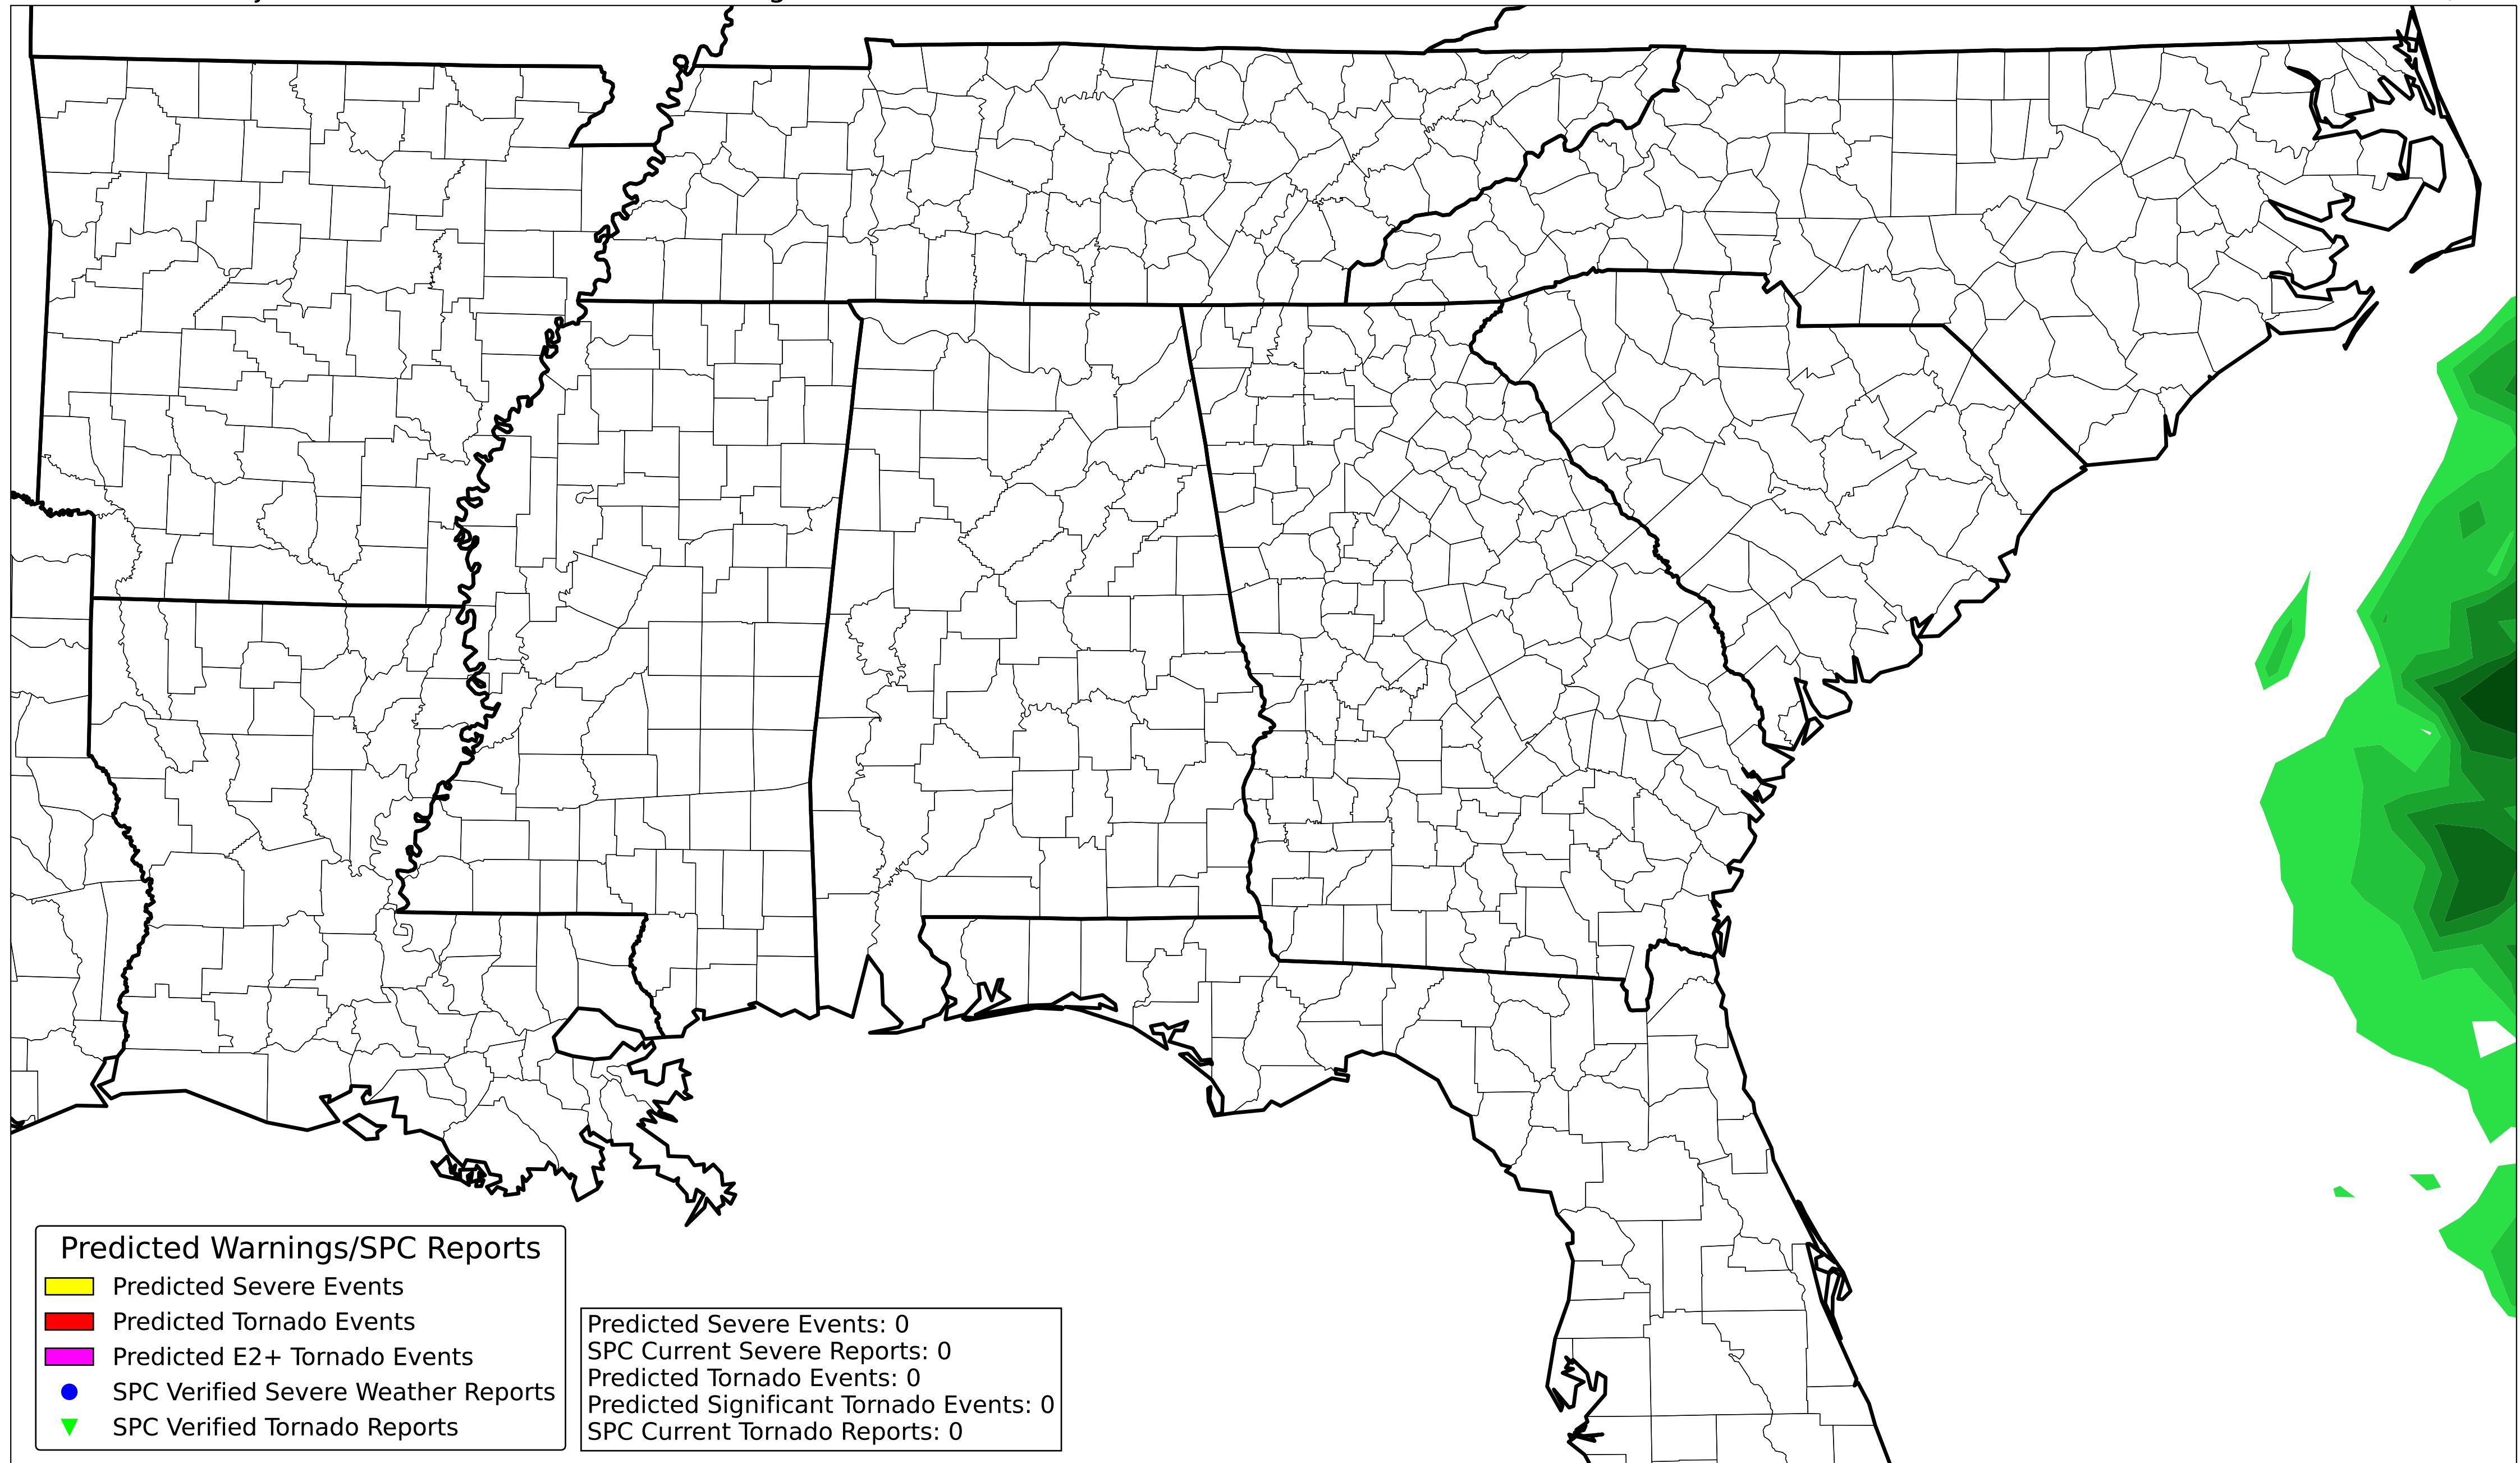 Predicted Warnings/SPC Reports
Predicted Severe Events
Predicted Tornado Events
Predicted E2+ Tornado Events
SPC Verified Severe Weather Reports
SPC Verified Tornado Reports
Predicted Severe Events: 0
SPC Current Severe Reports: 0
Predicted Tornado Events: 0
Predicted Significant Tornado Events: 0
SPC Current Tornado Reports: 0